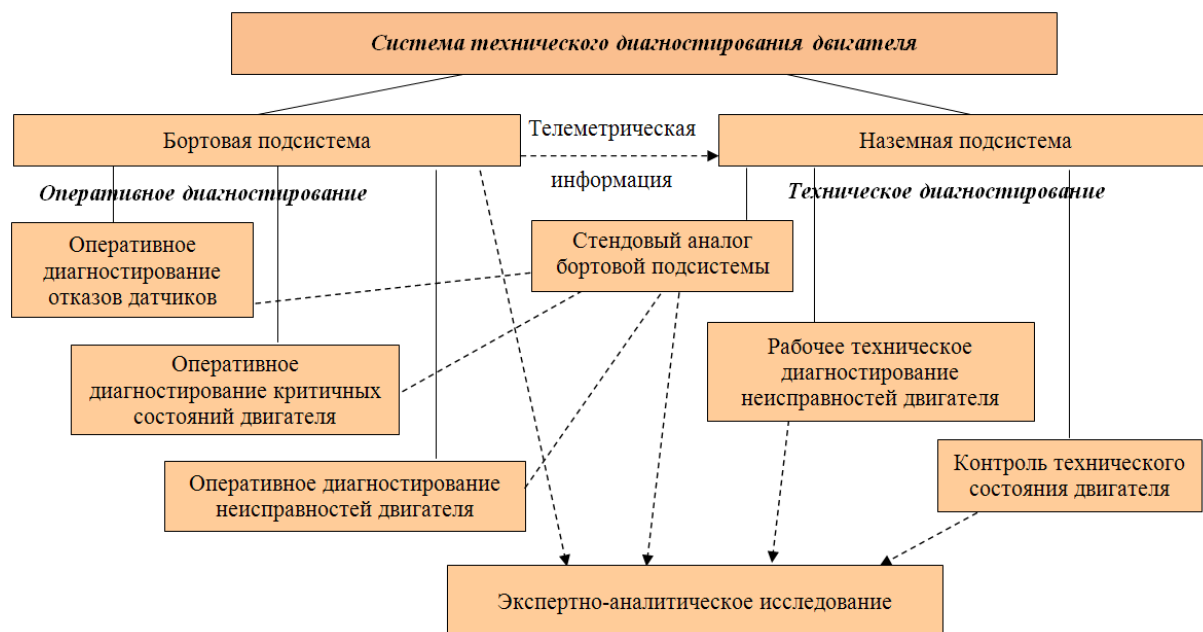 Система технического диагностирования двигателя
Бортовая подсистема
Телеметрическая
информация
Наземная подсистема
Оперативное диагностирование
Техническое диагностирование
Оперативное
диагностирование
отказов датчиков
Стендовый аналог
бортовой подсистемы
Оперативное
диагностирование критичных
состояний двигателя
Рабочее техническое
диагностирование
неисправностей двигателя
Оперативное диагностирование
неисправностей двигателя
Контроль технического
состояния двигателя
Экспертно-аналитическое исследование